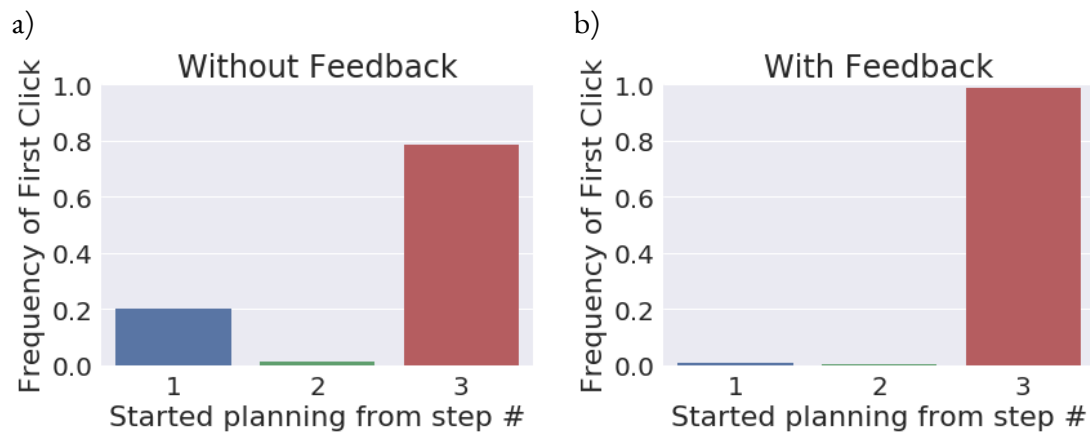 a)
Without Feedback
Frequency of First Click
1.0
0.8
0.6
0.4
0.2
0.0
1 2 3
Started planning from step #
b)
With Feedback
Frequency of First Click
1.0
0.8
0.6
0.4
0.2
0.0
1 2 3
Started planning from step #